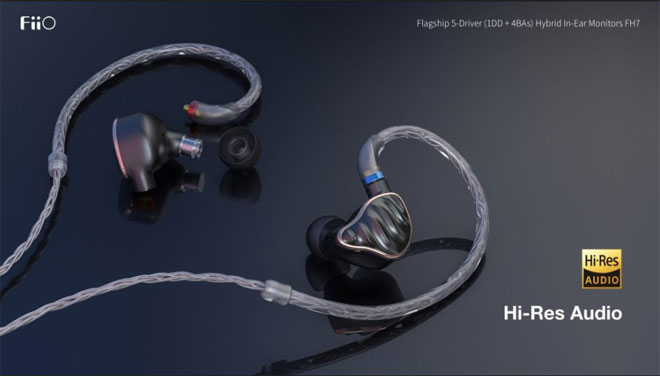 FiiO
Flagship 5-Driver (1DD + 4BAs) Hybrid In-Ear Monitors FH7
Hi-Res
AUDIO
Hi-Res Audio